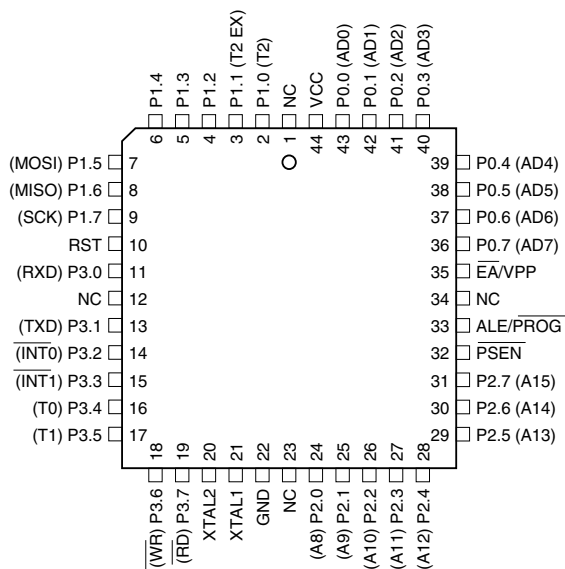 P1.4
P1.3
P1.2
P1.1 (T2 EX)
P1.0 (T2)
NC
VCC
P0.0 (AD0)
P0.1 (AD1)
P0.2 (AD2)
P0.3 (AD3)
6
5
4
3
2
1
44
43
42
41
40
(MOSI) P1.5 7
(MISO) P1.6 8
(SCK) P1.7 9
RST 10
(RXD) P3.0 11
NC 12
(TXD) P3.1 13
(INT0) P3.2 14
(INT1) P3.3 15
(T0) P3.4 16
(T1) P3.5 17
39 P0.4 (AD4)
38 P0.5 (AD5)
37 P0.6 (AD6)
36 P0.7 (AD7)
35 EA/VPP
34 NC
33 ALE/PROG
32 PSEN
31 P2.7 (A15)
30 P2.6 (A14)
29 P2.5 (A13)
18
19
20
21
22
23
24
25
26
27
28
(WR) P3.6
(RD) P3.7
XTAL2
XTAL1
GND
NC
(A8) P2.0
(A9) P2.1
(A10) P2.2
(A11) P2.3
(A12) P2.4